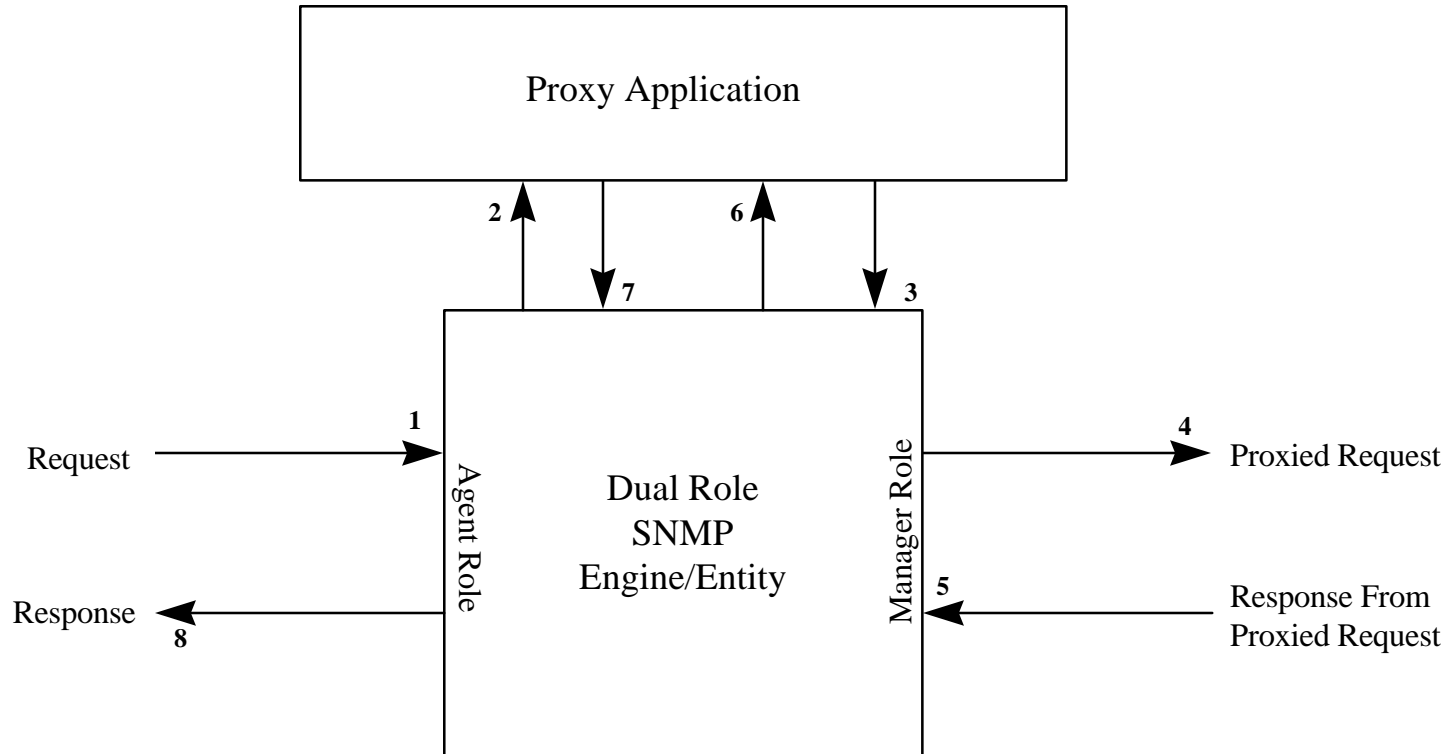 Proxy Application
2
6
7
3
1
4
Request
Proxied Request
Agent Role
Dual Role
SNMP
Engine/Entity
Manager Role
5
Response
8
Response From
Proxied Request